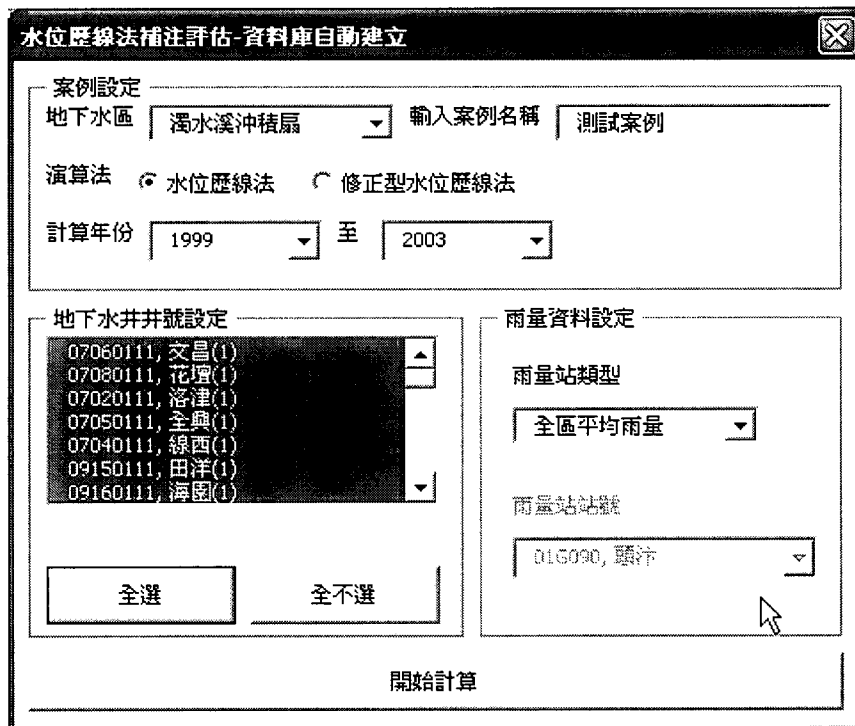 水位歷線法補注評估-資料庫自動建立
案例設定
地下水區 濁水溪沖積扇 輸入案例名稱 測試案例
演算法 水位歷線法 修正型水位歷線法
計算年份 1999 至 2003
地下水井井號設定
07060111, 文昌(1)
07080111, 花壇(1)
07020111, 洛津(1)
07050111, 全興(1)
07040111, 線西(1)
09150111, 田洋(1)
09160111, 海園(1)
全選 全不選
雨量資料設定
雨量站類型
全區平均雨量
雨量站站號
01G090, 頭汴
開始計算